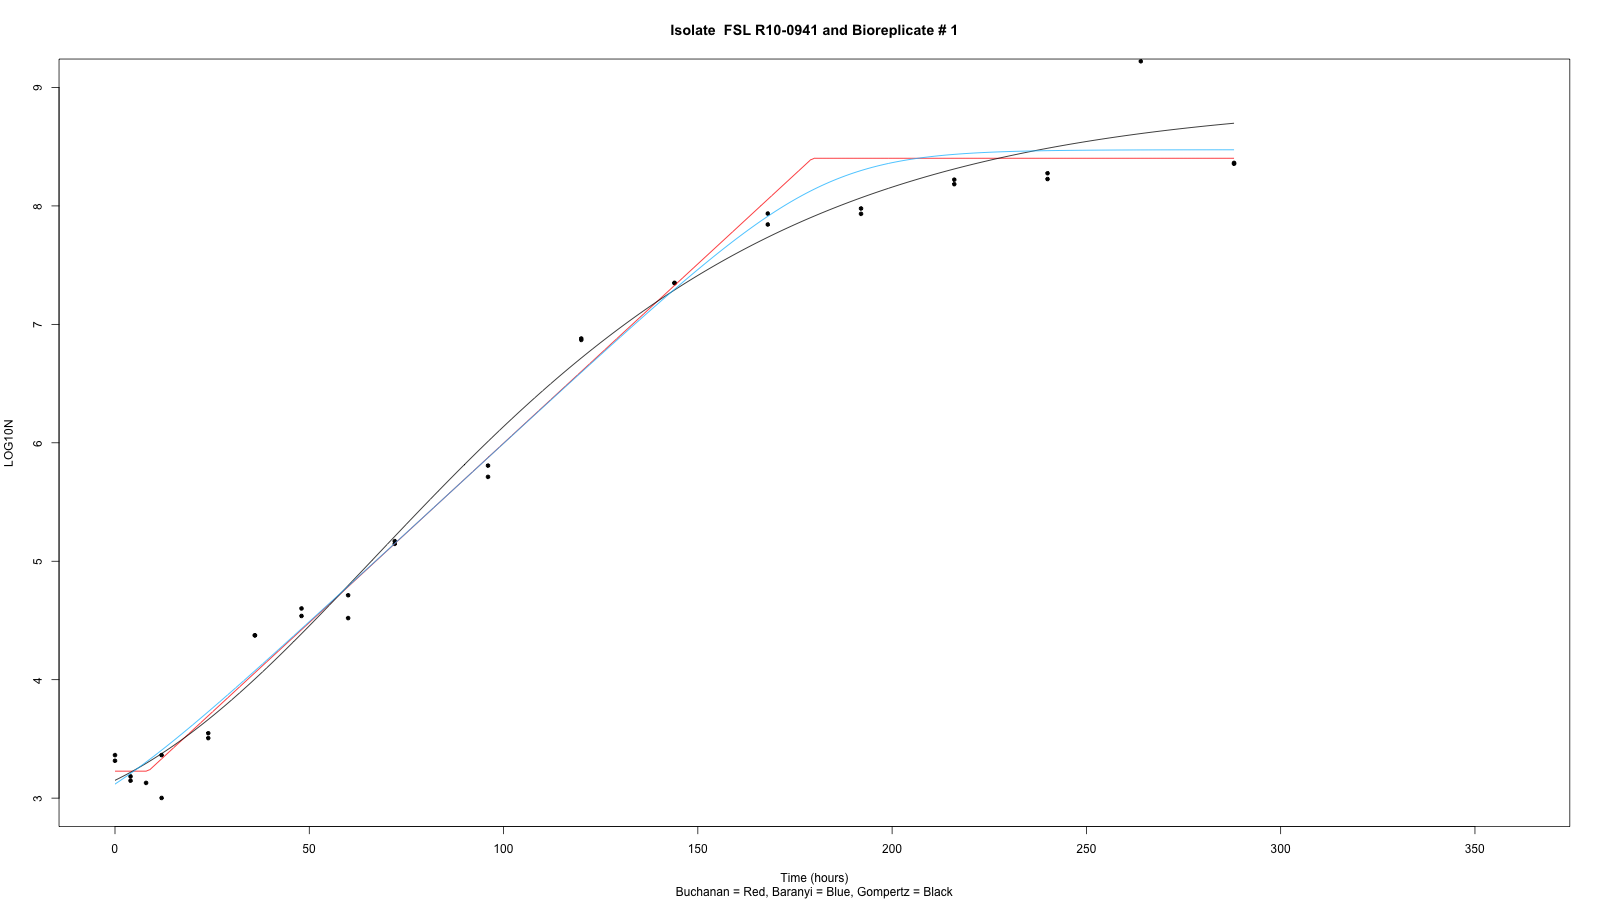 Isolate  FSL R10-0941 and Bioreplicate # 1
9
8
7
6
5
4
3
LOG10N
0 50 100 150 200 250 300 350
Time (hours)
Buchanan = Red, Baranyi = Blue, Gompertz = Black